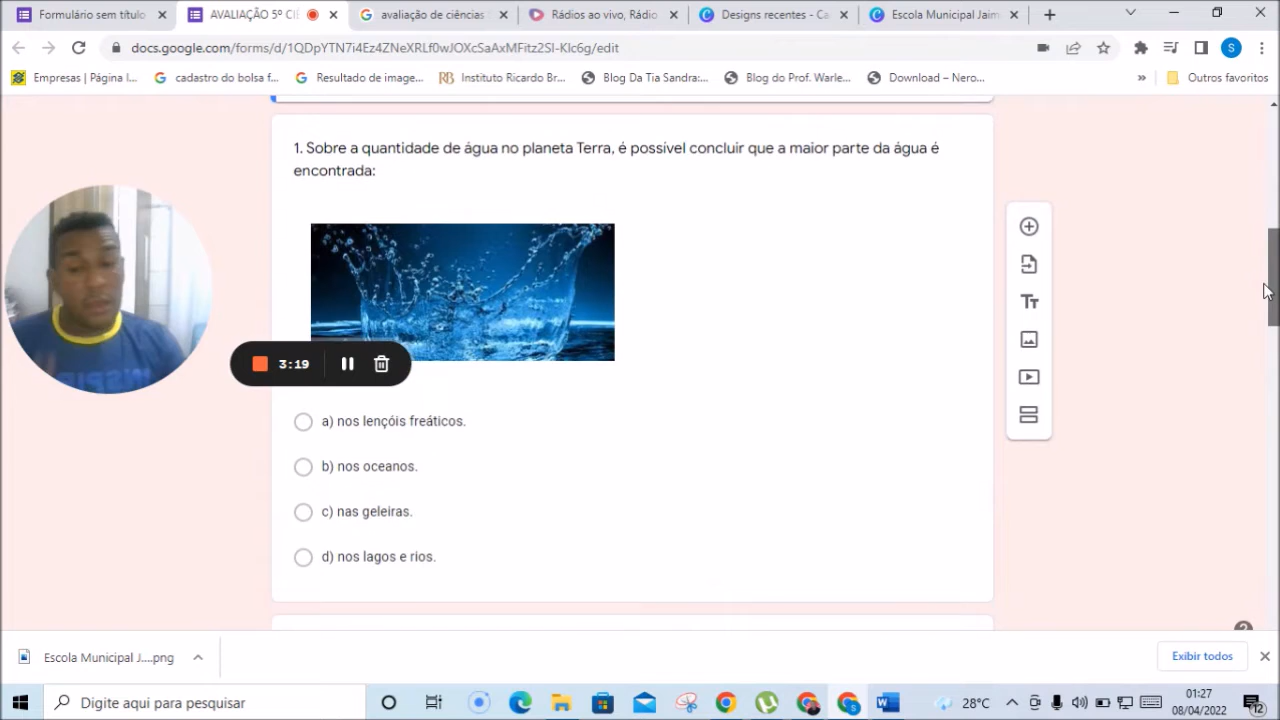 Formulário sem título
AVALIAÇÃO 5º CI
avaliação de ciências
Rádios ao vivo, Rádio
Designs recentes - Ca
Escola Municipal Jaim
docs.google.com/forms/d/1QDpYTN7i4Ez4ZNeXRLf0wJOXcSaAxMFitz2Sl-KIc6g/edit
S
Empresas | Página I...
cadastro do bolsa f...
Resultado de image...
Instituto Ricardo Br...
Blog Da Tia Sandra:...
Blog do Prof. Warle...
Download – Nero...
»
Outros favoritos
1. Sobre a quantidade de água no planeta Terra, é possível concluir que a maior parte da água é
encontrada:
3:19
a) nos lençóis freáticos.
b) nos oceanos.
c) nas geleiras.
d) nos lagos e rios.
Escola Municipal J....png
Exibir todos
Digite aqui para pesquisar
28°C
01:27
08/04/2022
12